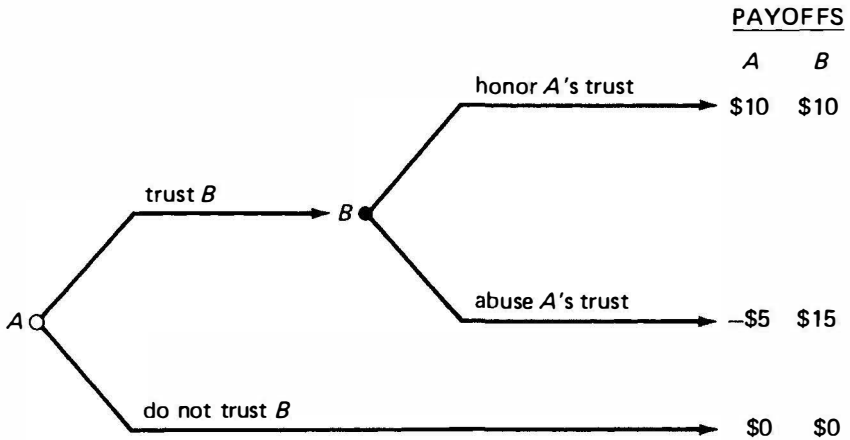 PAYOFFS
A B
honor A's trust
$10 $10
trust B
B
abuse A's trust
A
–$5 $15
do not trust B
$0 $0